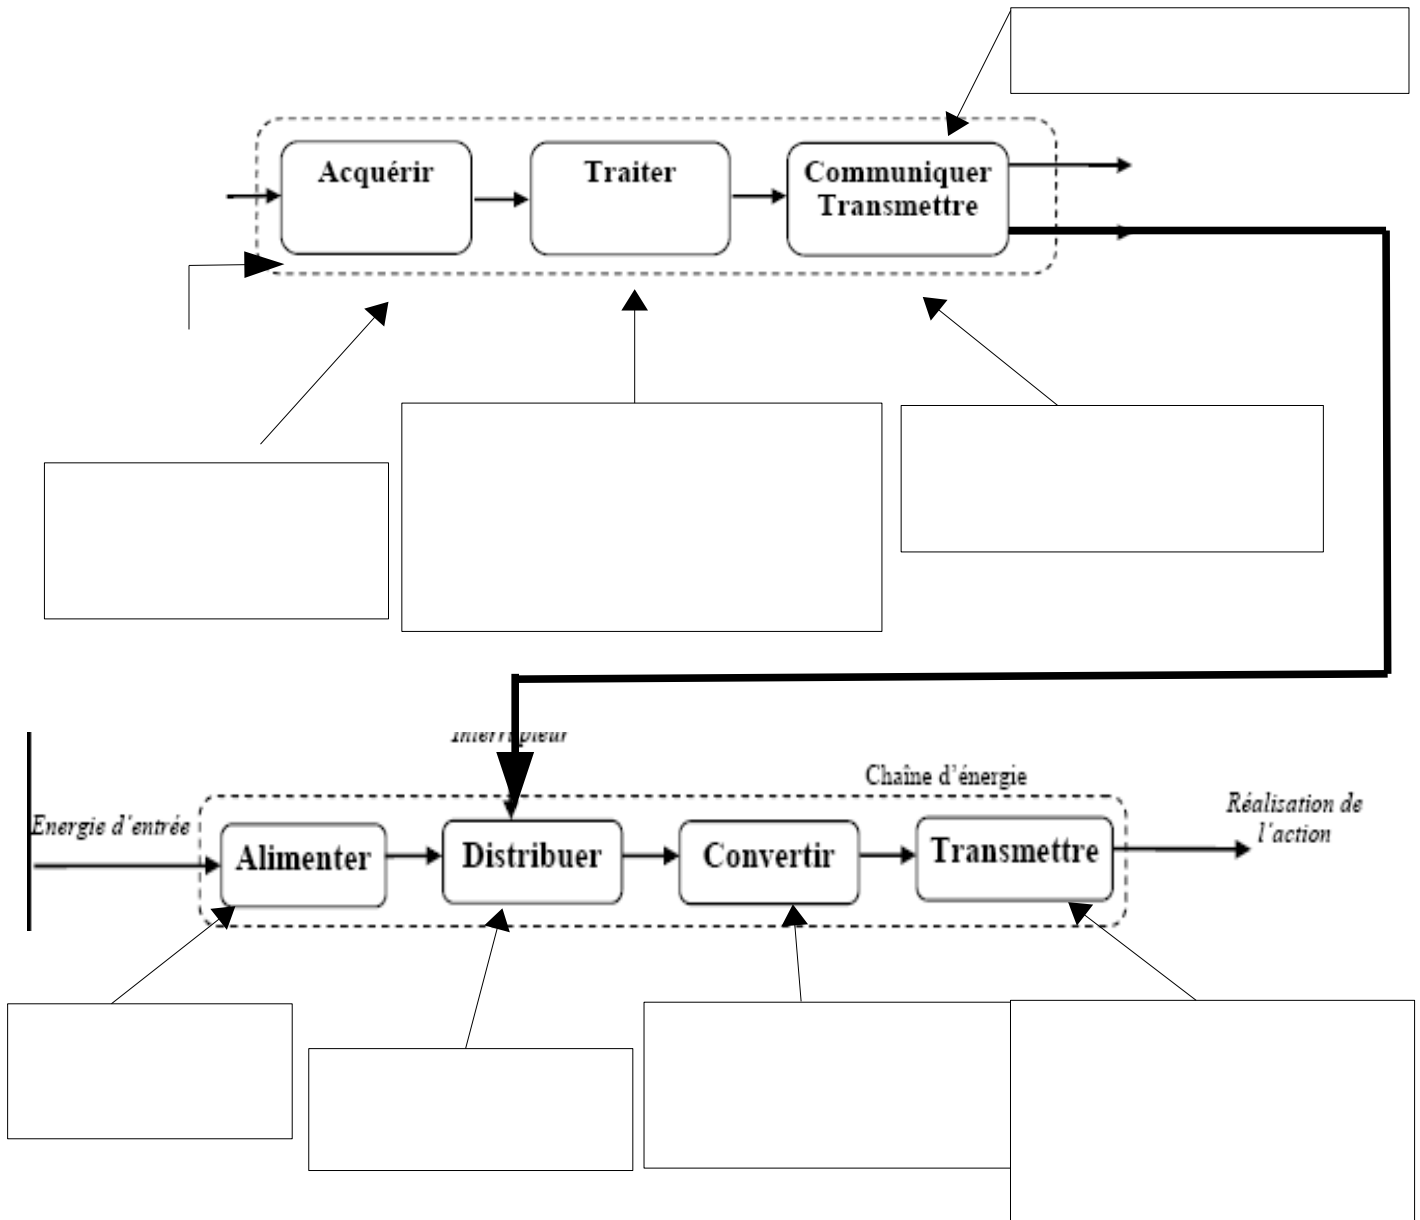 Acquérir
Traiter
Communiquer
Transmettre
Chaîne d'énergie
Energie d'entrée
Réalisation de
l'action
Alimenter
Distribuer
Convertir
Transmettre